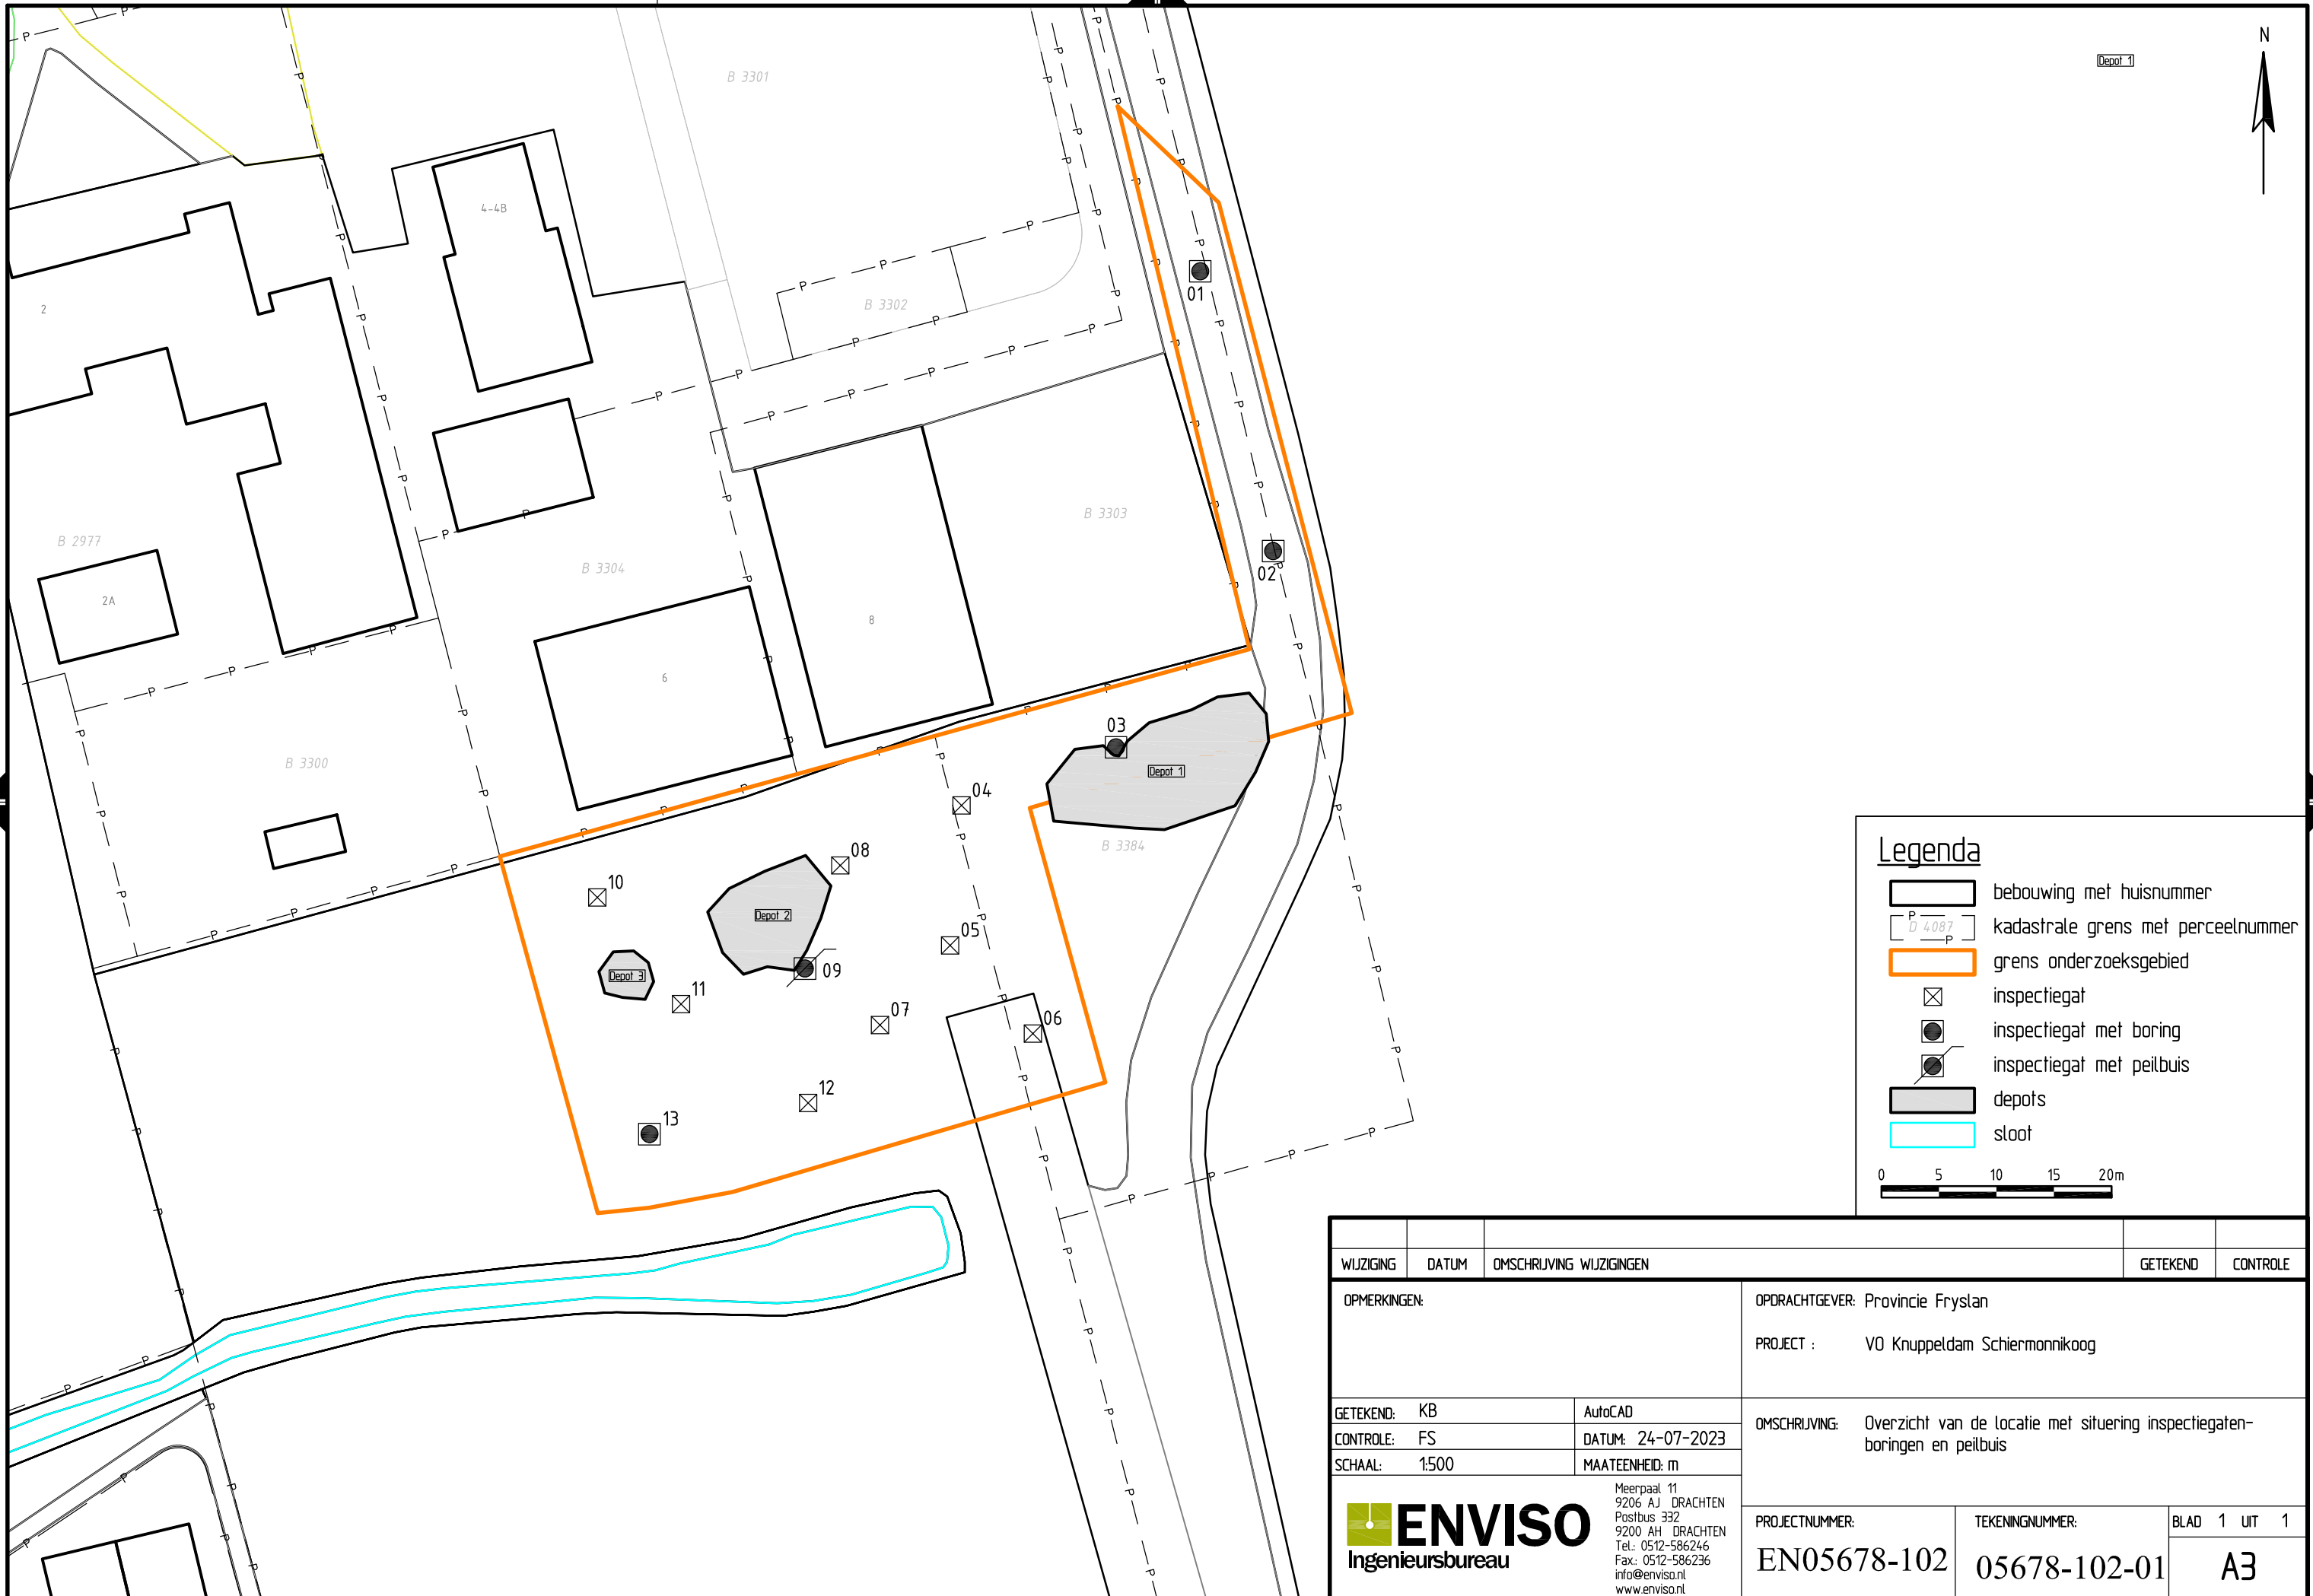 N
Depot 1
B 3301
4-4B
01
B 3302
2
02
B 3303
B 2977
B 3304
2A
8
6
03
Depot 1
B 3300
04
B 3384
08
10
Depot 2
05
09
Depot 3
11
07
06
12
13
Legenda
bebouwing met huisnummer
P
D 4087
P
kadastrale grens met perceelnummer
grens onderzoeksgebied
inspectiegat
inspectiegat met boring
inspectiegat met peilbuis
depots
sloot
0 5 10 15 20m
WIJZIGING DATUM OMSCHRIJVING WIJZIGINGEN GETEKEND CONTROLE
OPMERKINGEN:
OPDRACHTGEVER: Provincie Fryslan
PROJECT : VO Knuppeldam Schiermonnikoog
GETEKEND: KB AutoCAD
CONTROLE: FS DATUM: 24-07-2023
SCHAAL: 1:500 MAATEENHEID: m
OMSCHRIJVING: Overzicht van de locatie met situering inspectiegaten-
boringen en peilbuis
ENVISO
Ingenieursbureau
Meerpaal 11
9206 AJ DRACHTEN
Postbus 332
9200 AH DRACHTEN
Tel.: 0512-586246
Fax.: 0512-586236
info@enviso.nl
www.enviso.nl
PROJECTNUMMER:
EN05678-102
TEKENINGNUMMER:
05678-102-01
BLAD 1 UIT 1
A3